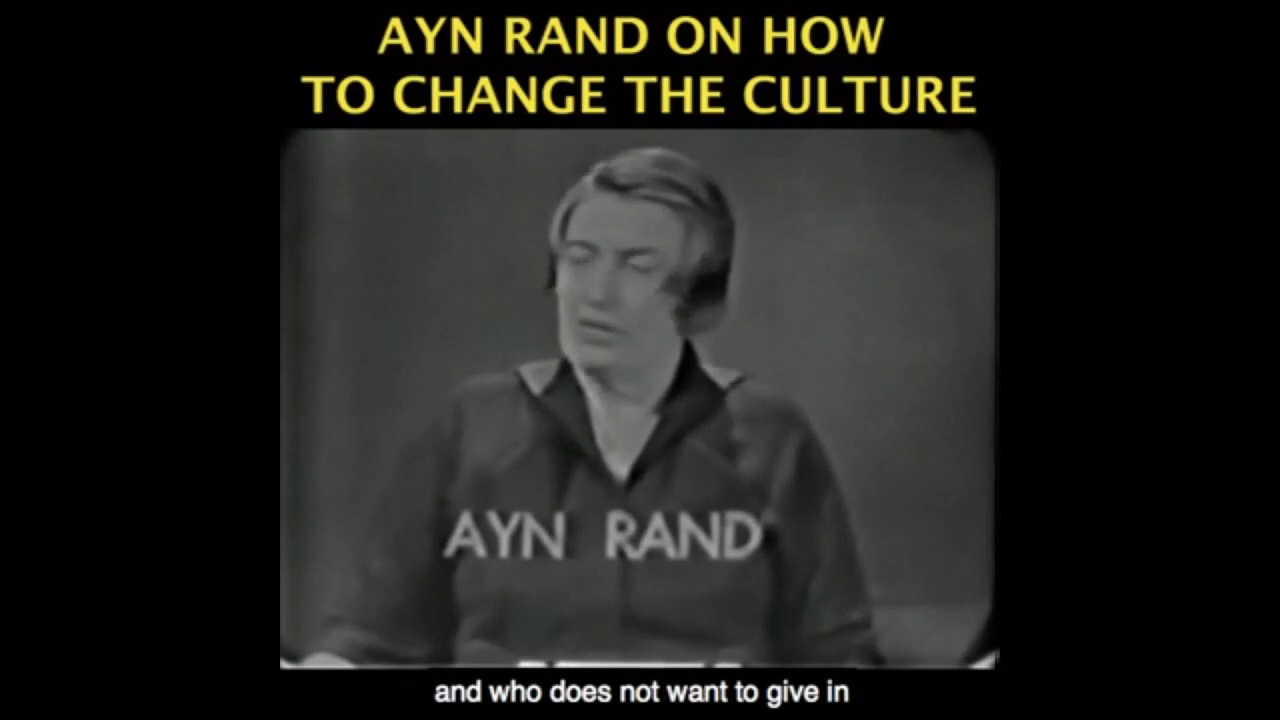 AYN RAND ON HOW
TO CHANGE THE CULTURE
AYN RAND
and who does not want to give in